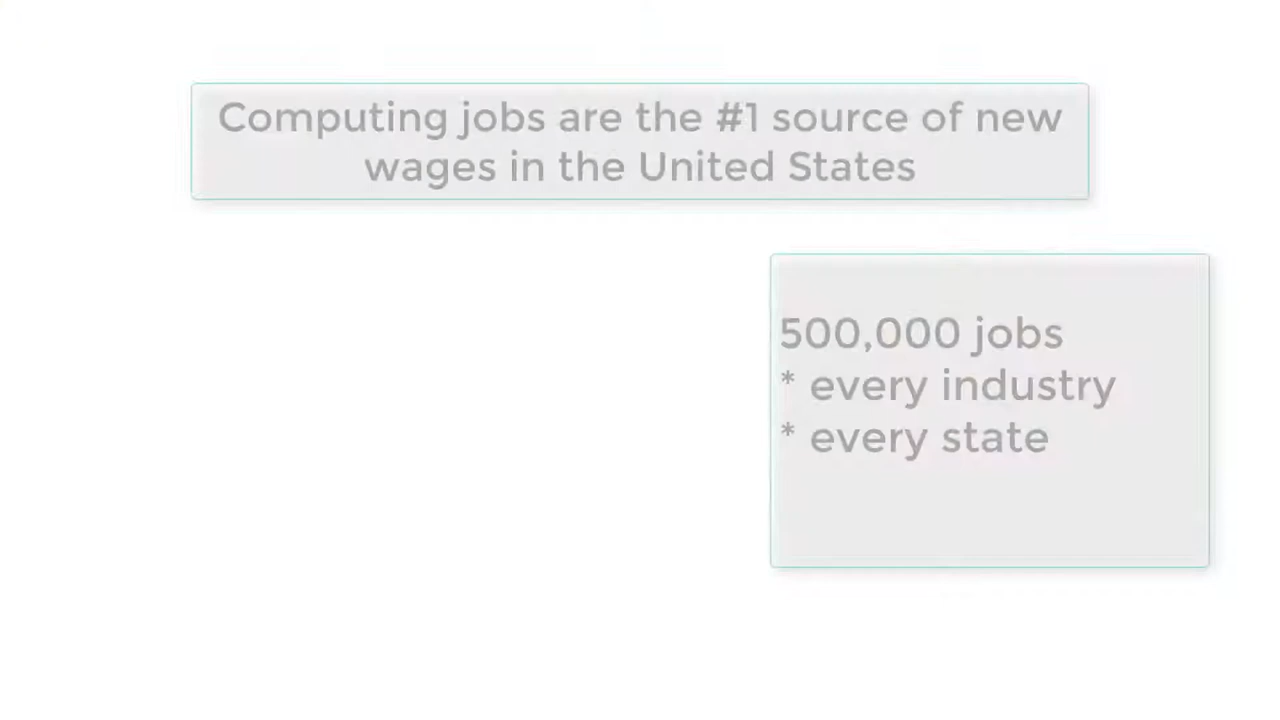 Computing jobs are the #1 source of new
wages in the United States
500,000 jobs
* every industry
* every state